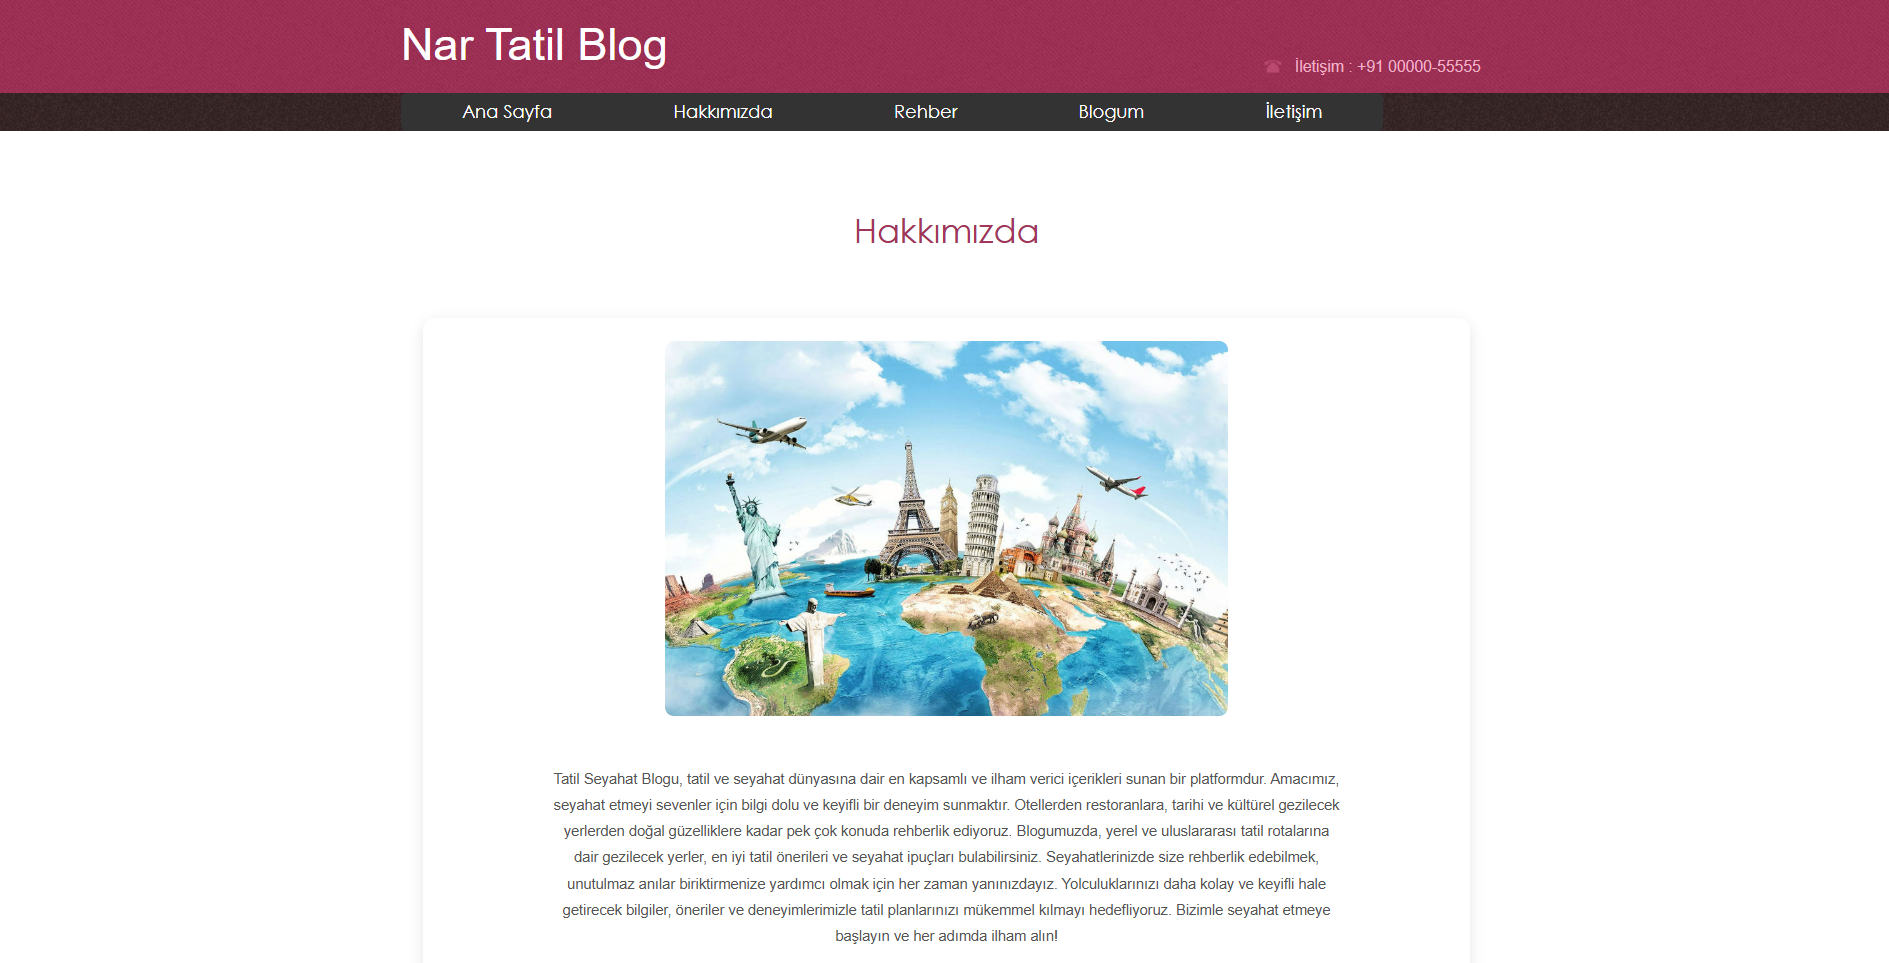 Nar Tatil Blog
İletişim : +91 00000-55555
Ana Sayfa
Hakkımızda
Rehber
Blogum
İletişim
Hakkımızda
Tatil Seyahat Blogu, tatil ve seyahat dünyasına dair en kapsamlı ve ilham verici içerikleri sunan bir platformdur. Amacımız,
seyahat etmeyi sevenler için bilgi dolu ve keyifli bir deneyim sunmaktır. Otellerden restoranlara, tarihi ve kültürel gezilecek
yerlerden doğal güzelliklere kadar pek çok konuda rehberlik ediyoruz. Blogumuzda, yerel ve uluslararası tatil rotalarına
dair gezilecek yerler, en iyi tatil önerileri ve seyahat ipuçları bulabilirsiniz. Seyahatlerinizde size rehberlik edebilmek,
unutulmaz anılar biriktirmenize yardımcı olmak için her zaman yanınızdayız. Yolculuklarınızı daha kolay ve keyifli hale
getirecek bilgiler, öneriler ve deneyimlerimizle tatil planlarınızı mükemmel kılmayı hedefliyoruz. Bizimle seyahat etmeye
başlayın ve her adımda ilham alın!